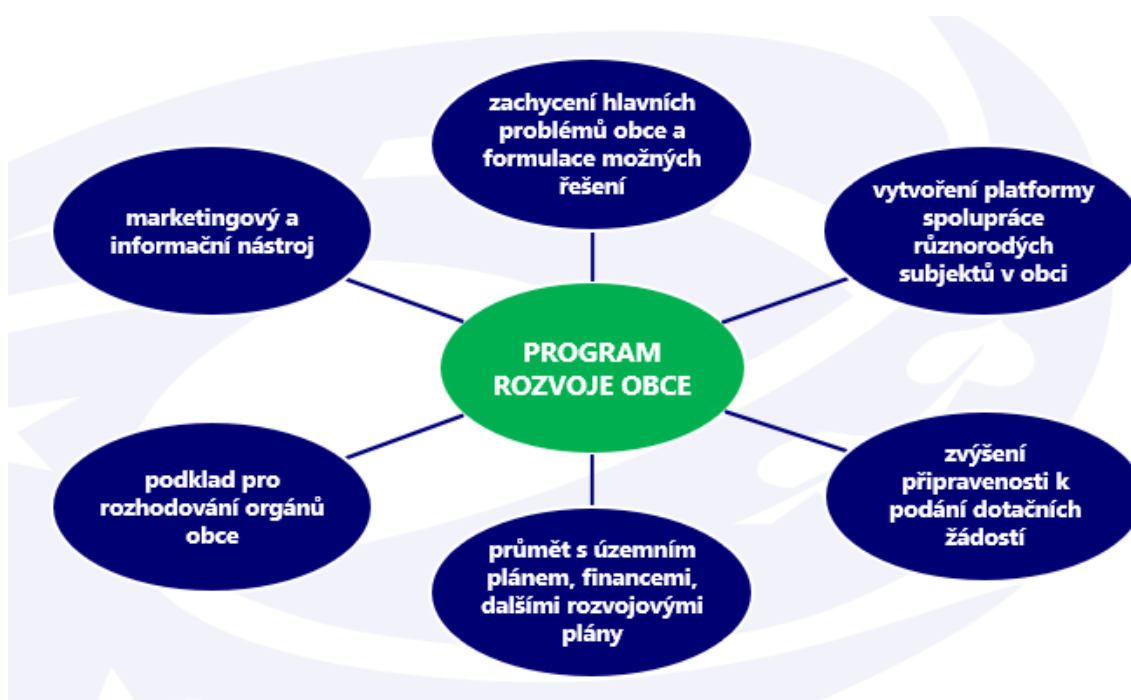 zachycení hlavních
problémů obce a
formulace možných
řešení
marketingový a
informační nástroj
vytvoření platformy
spolupráce
různorodých
subjektů v obci
PROGRAM
ROZVOJE OBCE
podklad pro
rozhodování orgánů
obce
zvýšení
připravenosti k
podání dotačních
žádostí
průmět s územním
plánem, financemi,
dalšími rozvojovými
plány